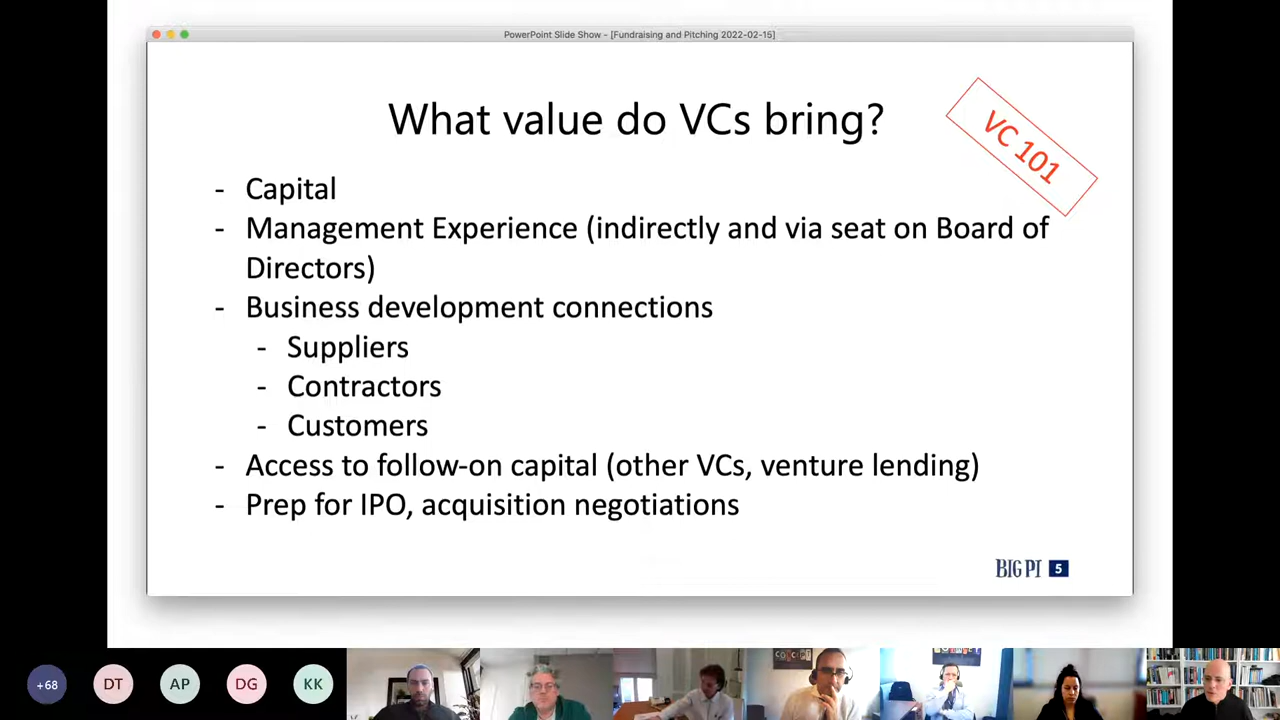 PowerPoint Slide Show - [Fundraising and Pitching 2022-02-15]
What value do VCs bring?
VC 101
- Capital
- Management Experience (indirectly and via seat on Board of
Directors)
- Business development connections
- Suppliers
- Contractors
- Customers
- Access to follow-on capital (other VCs, venture lending)
- Prep for IPO, acquisition negotiations
BIG PI 5
+68 DT AP DG KK